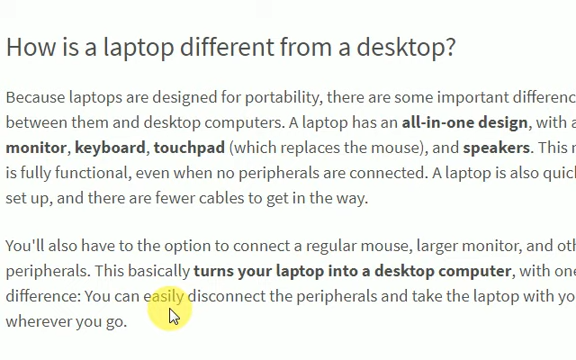 How is a laptop different from a desktop?
Because laptops are designed for portability, there are some important
between them and desktop computers. A laptop has an all-in-one design, with
monitor, keyboard, touchpad (which replaces the mouse), and speakers. This
is fully functional, even when no peripherals are connected. A laptop is also
set up, and there are fewer cables to get in the way.
You'll also have to the option to connect a regular mouse, larger monitor, and
peripherals. This basically turns your laptop into a desktop computer, with one
difference: You can easily disconnect the peripherals and take the laptop with
wherever you go.